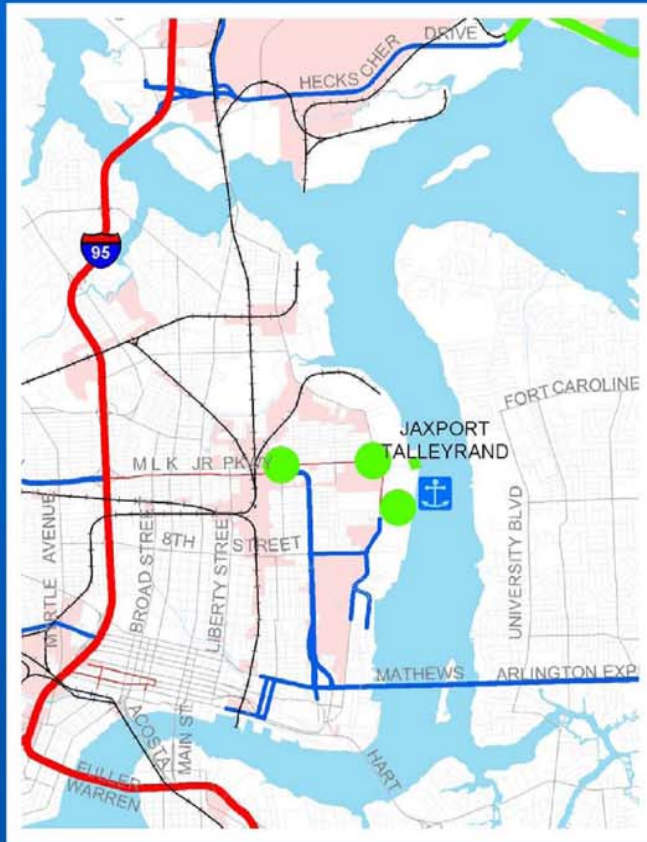 DRIVE
HECKSCHER
95
FORT CAROLINE
JAXPORT
TALLEYRAND
M L K JR PKWY
MYRTLE AVENUE
BROAD STREET
8TH STREET
LIBERTY STREET
UNIVERSITY BLVD
MATHEWS
ARLINGTON EXP
ACOSTA
MAIN ST
HART
FULLER
WARREN